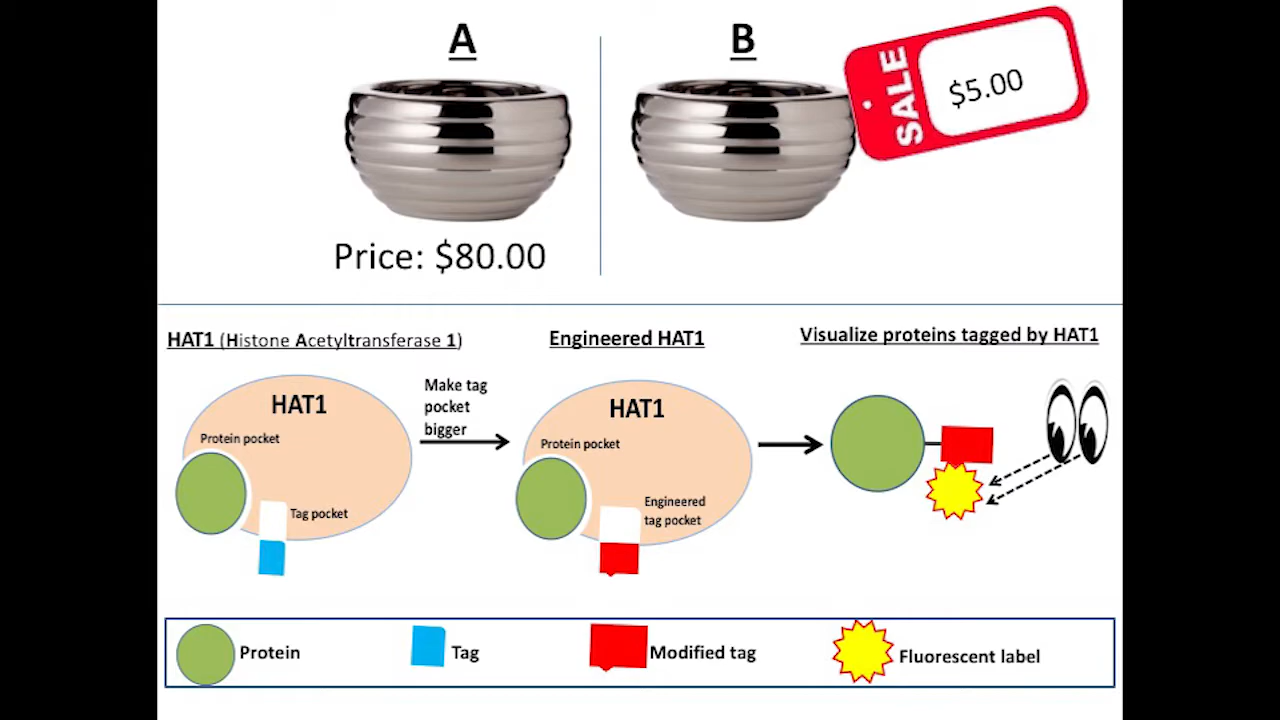 A
B
SALE
$5.00
Price: $80.00
HAT1 (Histone Acetyltransferase 1)
Engineered HAT1
Visualize proteins tagged by HAT1
HAT1
Protein pocket
Tag pocket
Make tag
pocket
bigger
HAT1
Protein pocket
Engineered
tag pocket
Protein
Tag
Modified tag
Fluorescent label